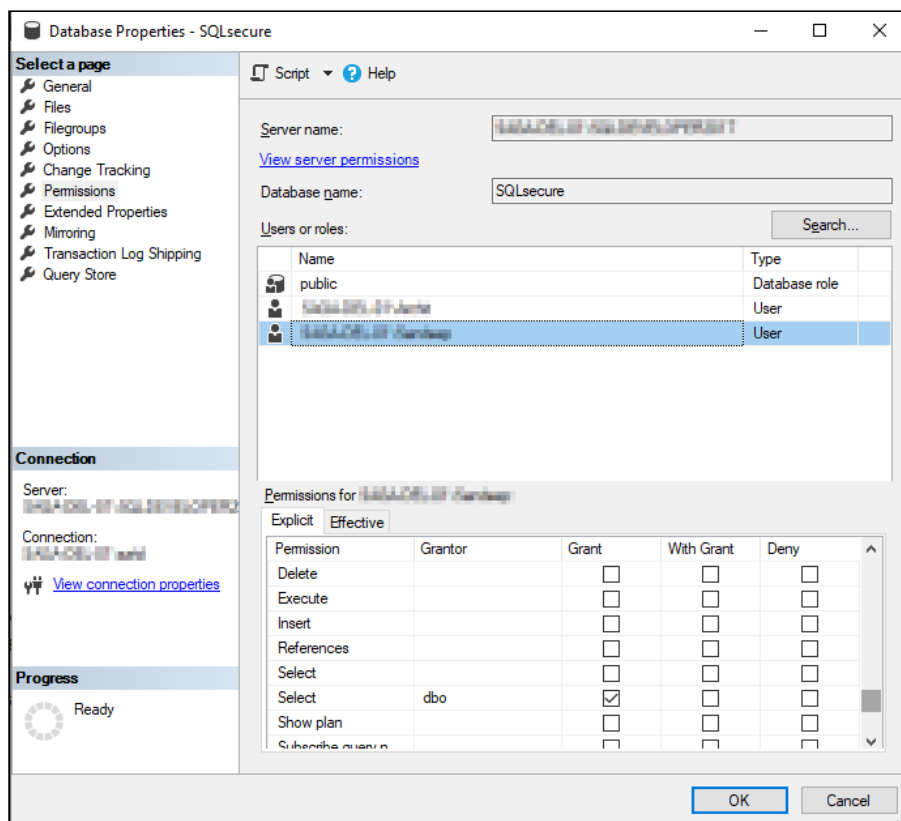 Database Properties - SQLsecure
Select a page
General
Files
Filegroups
Options
Change Tracking
Permissions
Extended Properties
Mirroring
Transaction Log Shipping
Query Store
Connection
Server:
Connection:
View connection properties
Progress
Ready
Script Help
Server name:
View server permissions
Database name: SQLsecure
Users or roles: Search...
Name Type
public Database role
User
User
Permissions for
Explicit Effective
Permission Grantor Grant With Grant Deny
Delete
Execute
Insert
References
Select
Select dbo
Show plan
Subscribe query n
OK Cancel